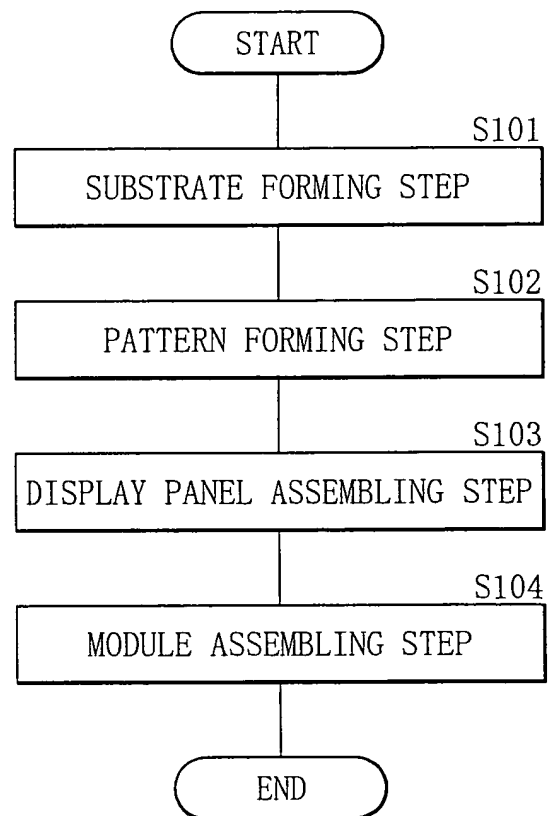 START
S101
SUBSTRATE FORMING STEP
S102
PATTERN FORMING STEP
S103
DISPLAY PANEL ASSEMBLING STEP
S104
MODULE ASSEMBLING STEP
END